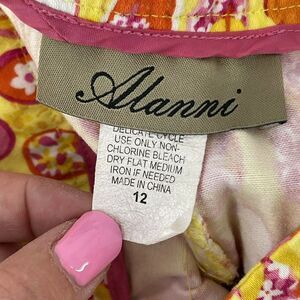 Alanni
DELICATE CYCLE
USE ONLY NON-
CHLORINE BLEACH
DRY FLAT MEDIUM
IRON IF NEEDED
MADE IN CHINA
12